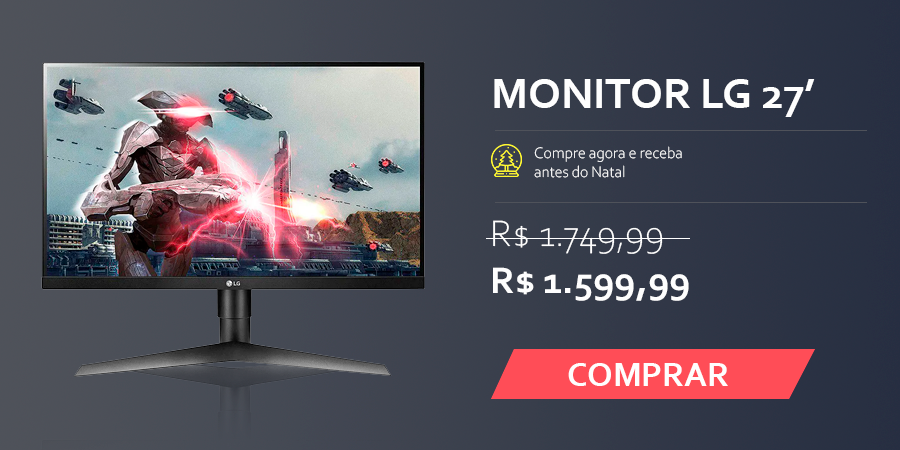 MONITOR LG 27'
Compre agora e receba
antes do Natal
R$ 1.749,99
R$ 1.599,99
COMPRAR
LG